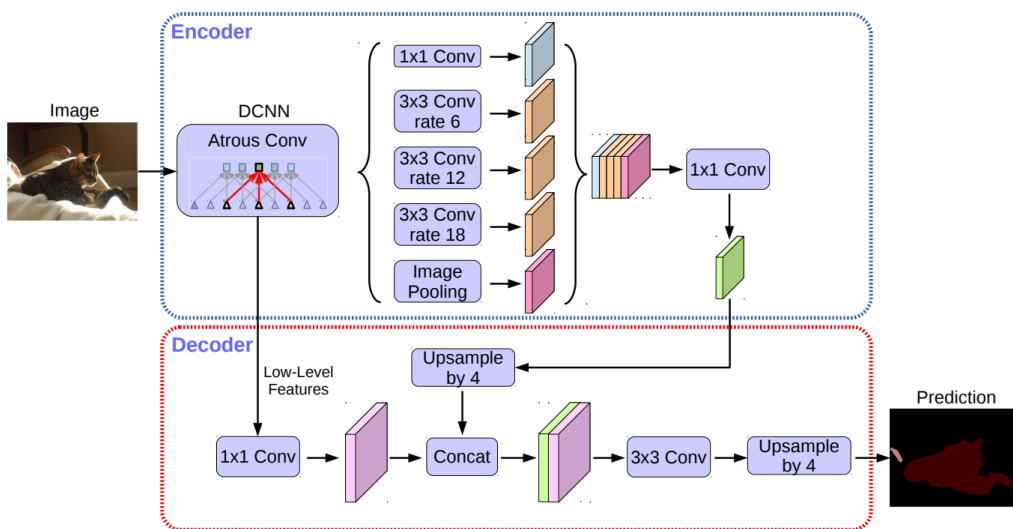 Encoder
Image
DCNN
Atrous Conv
1x1 Conv
3x3 Conv
rate 6
3x3 Conv
rate 12
3x3 Conv
rate 18
Image
Pooling
1x1 Conv
Decoder
Low-Level
Features
Upsample
by 4
1x1 Conv
Concat
3x3 Conv
Upsample
by 4
Prediction